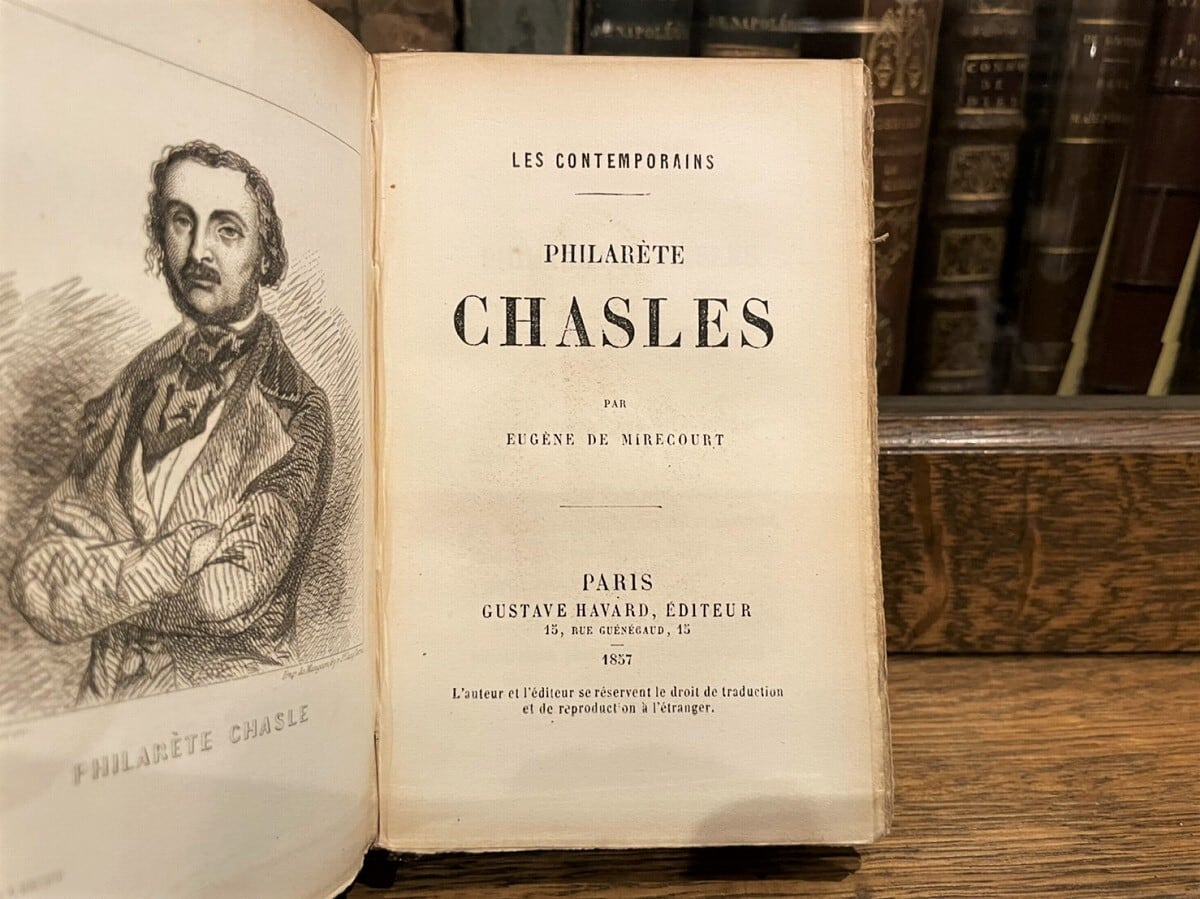 PHILARÈTE CHASLE
LES CONTEMPORAINS
PHILARÈTE
CHASLES
PAR
EUGÈNE DE MIRECOURT
PARIS
GUSTAVE HAVARD, ÉDITEUR
15, RUE GUÉNÉGAUD, 15
1857
L'auteur et l'éditeur se réservent le droit de traduction
et de reproduction à l'étranger.